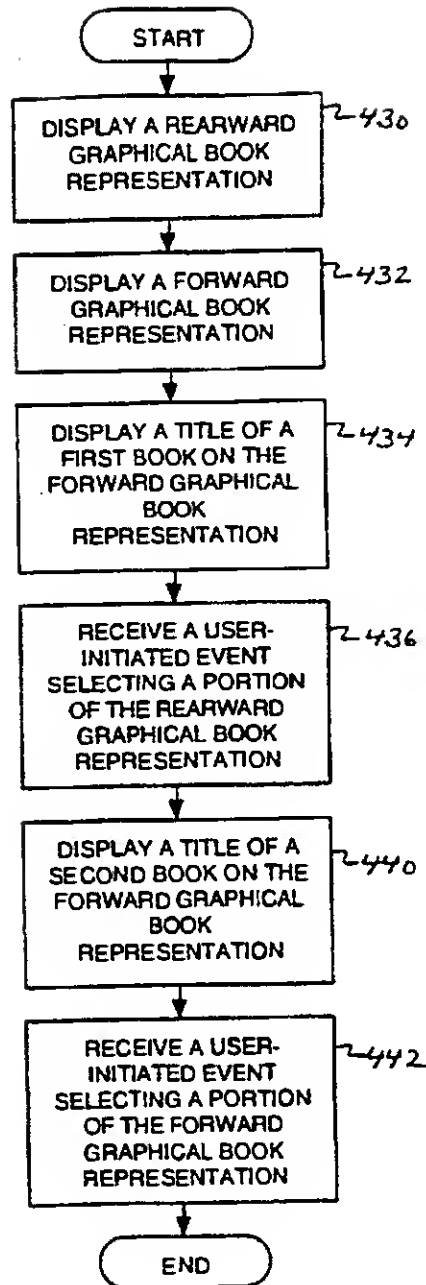 START
DISPLAY A REARWARD
GRAPHICAL BOOK
REPRESENTATION
430
DISPLAY A FORWARD
GRAPHICAL BOOK
REPRESENTATION
432
DISPLAY A TITLE OF A
FIRST BOOK ON THE
FORWARD GRAPHICAL
BOOK
REPRESENTATION
434
RECEIVE A USER-
INITIATED EVENT
SELECTING A PORTION
OF THE REARWARD
GRAPHICAL BOOK
REPRESENTATION
436
DISPLAY A TITLE OF A
SECOND BOOK ON THE
FORWARD GRAPHICAL
BOOK
REPRESENTATION
440
RECEIVE A USER-
INITIATED EVENT
SELECTING A PORTION
OF THE FORWARD
GRAPHICAL BOOK
REPRESENTATION
442
END